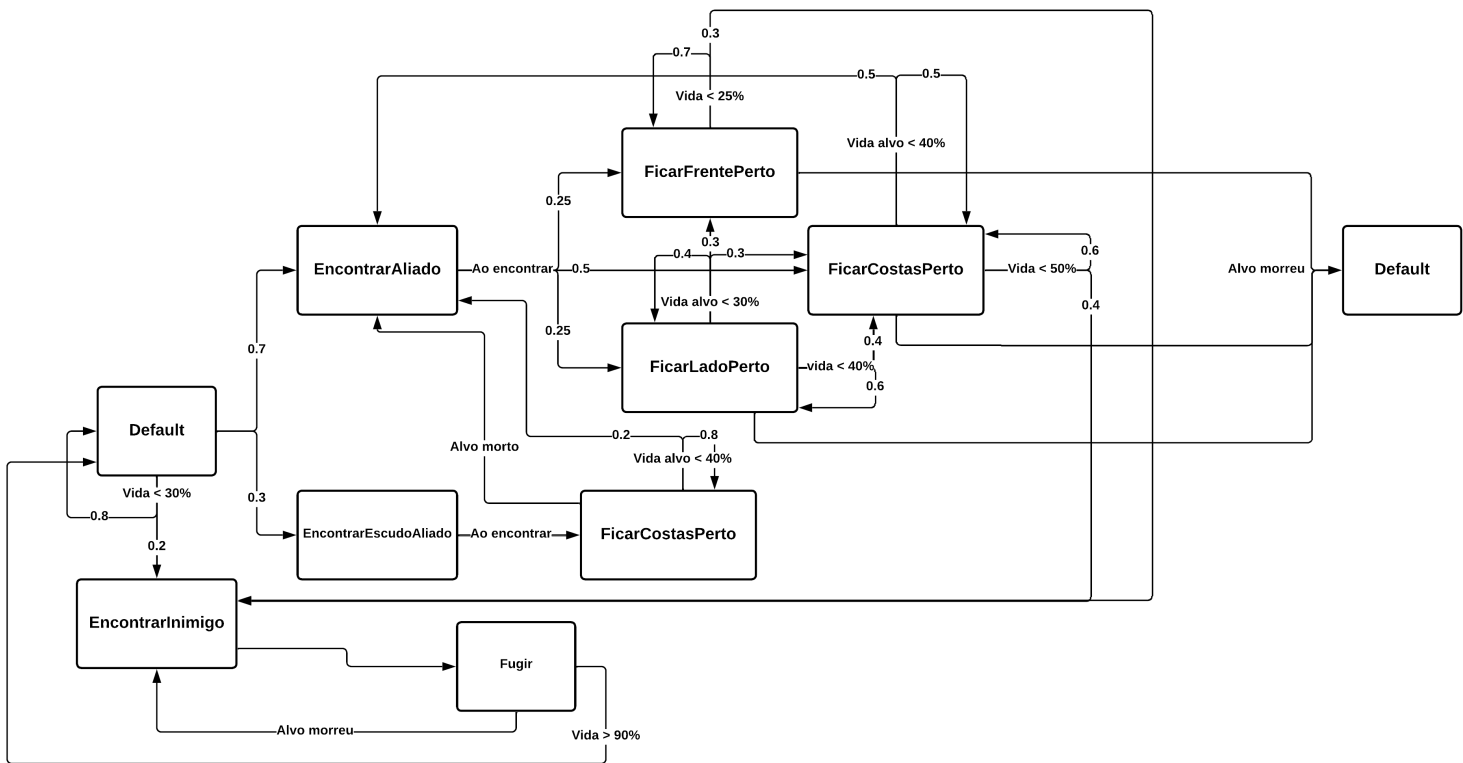 0.3
0.7
0.5
0.5
Vida < 25%
Vida alvo < 40%
FicarFrentePerto
0.25
0.3
0.6
0.4
0.3
EncontrarAliado
Ao encontrar
0.5
FicarCostasPerto
Vida < 50%
Alvo morreu
Default
Vida alvo < 30%
0.4
0.25
0.4
0.7
FicarLadoPerto
vida < 40%
0.6
Default
0.2
0.8
Alvo morto
Vida alvo < 40%
Vida < 30%
0.3
0.8
EncontrarEscudoAliado
Ao encontrar
FicarCostasPerto
0.2
EncontrarInimigo
Fugir
Alvo morreu
Vida > 90%